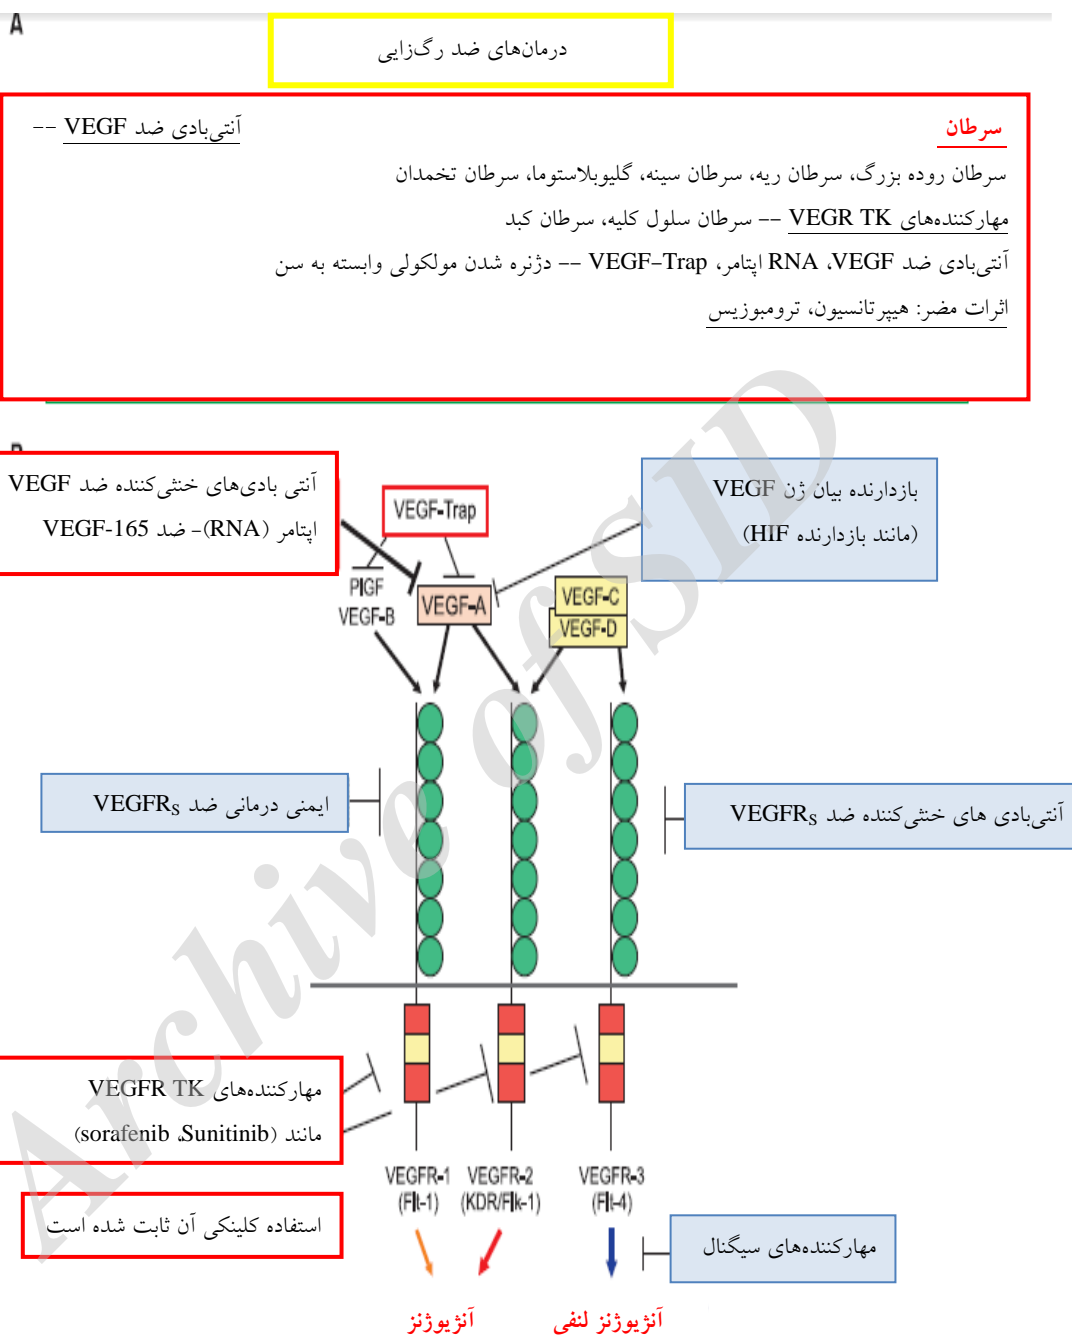 A
درمان‌های ضد رگ‌زایی
سرطان
آنتی‌بادی ضد VEGF --
سرطان روده بزرگ، سرطان ریه، سرطان سینه، گلیوبلاستوما، سرطان تخمدان
مهارکننده‌های VEGR TK -- سرطان سلول کلیه، سرطان کبد
آنتی‌بادی ضد VEGF، RNA اپتامر، VEGF-Trap -- دژنره شدن مولکولی وابسته به سن
اثرات مضر: هیپرتانسیون، ترومبوزیس
آنتی بادی‌های خنثی‌کننده ضد VEGF
اپتامر (RNA)- ضد VEGF-165
VEGF-Trap
بازدارنده بیان ژن VEGF
(مانند بازدارنده HIF)
PlGF
VEGF-B
VEGF-A
VEGF-C
VEGF-D
ایمنی درمانی ضد VEGFRs
آنتی‌بادی های خنثی‌کننده ضد VEGFRs
مهارکننده‌های VEGFR TK
مانند (sorafenib ،Sunitinib)
VEGFR-1
(Flt-1)
VEGFR-2
(KDR/Flk-1)
VEGFR-3
(Flt-4)
استفاده کلینکی آن ثابت شده است
مهارکننده‌های سیگنال
آنژیوژنز
آنژیوژنز لنفی
Archive of SID